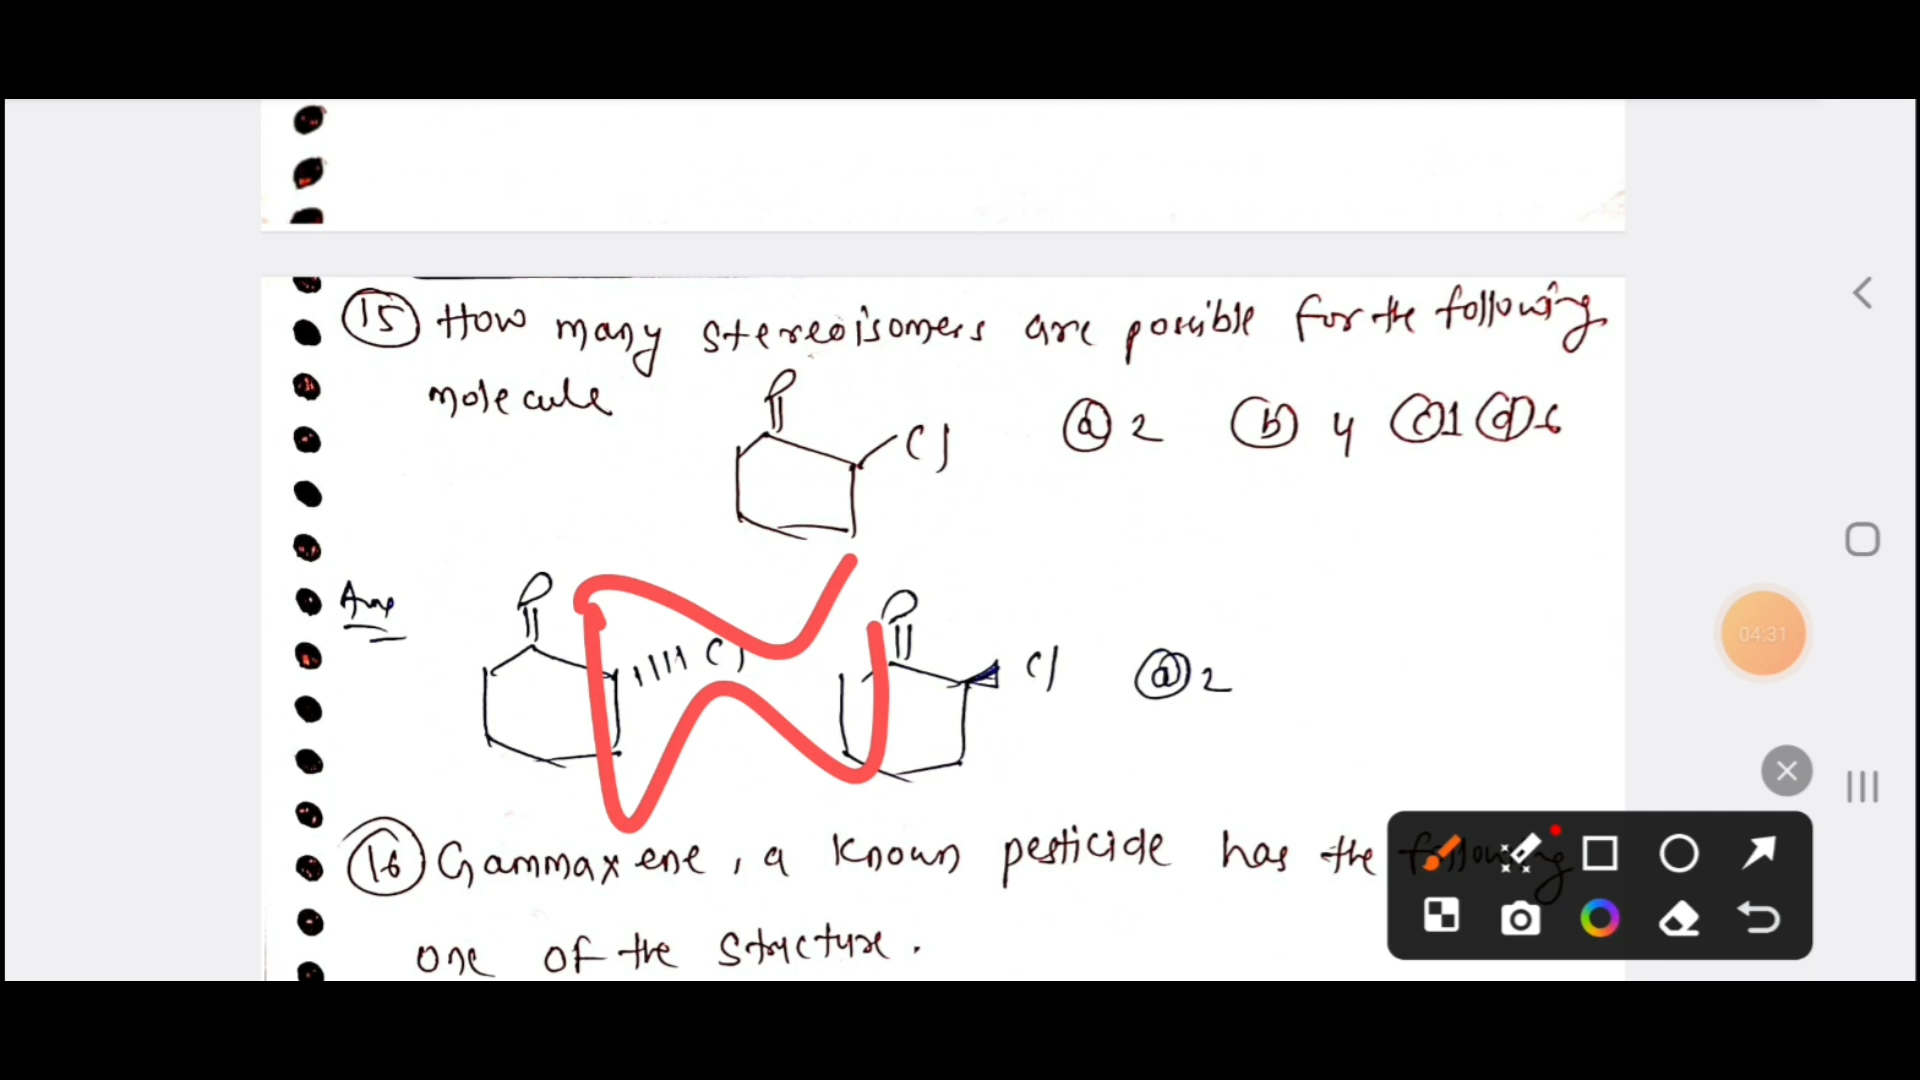 15 How many stereoisomers are possible for the following
molecule
O
Cl
a 2 b 4 c 1 d 6
Ans
O
Cl
O
Cl
a 2
04:31
16 Gammaxene, a known pesticide has the following
one of the structure.